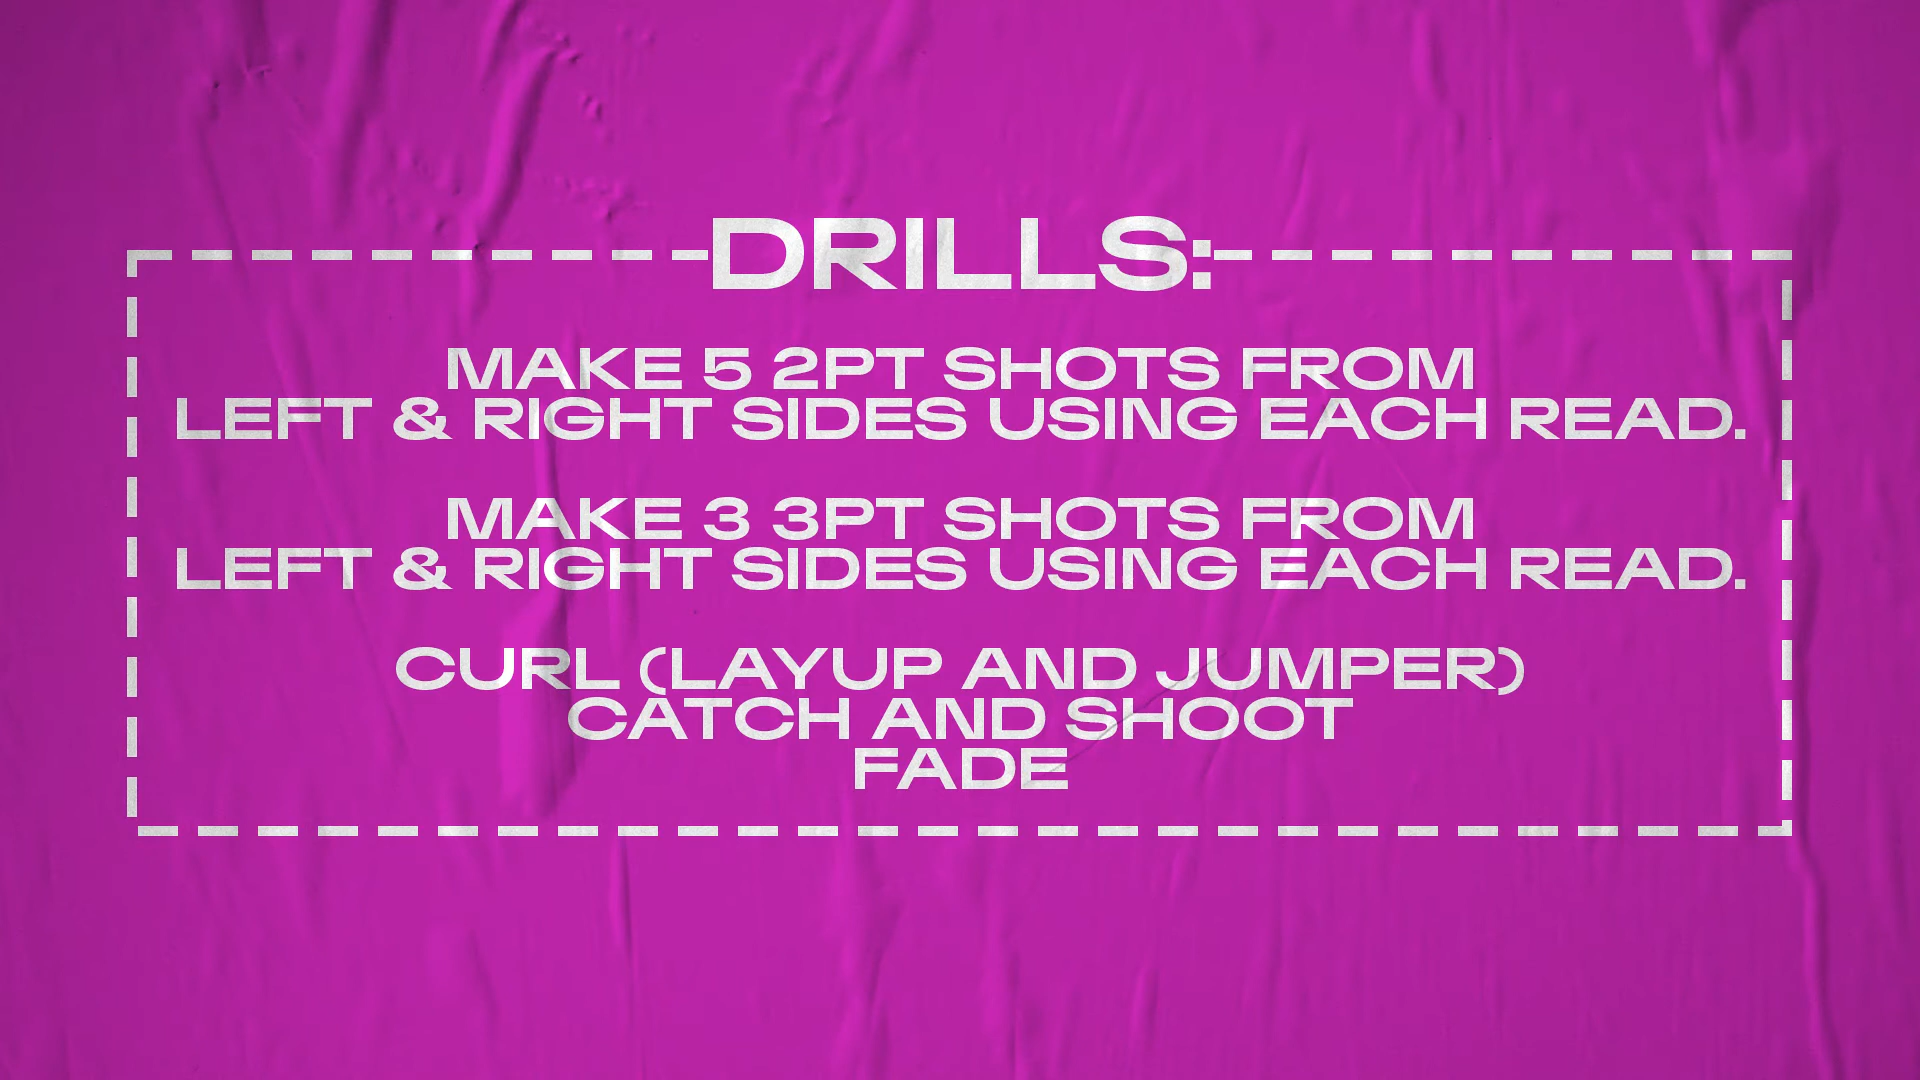 DRILLS:
MAKE 5 2PT SHOTS FROM
LEFT & RIGHT SIDES USING EACH READ.
MAKE 3 3PT SHOTS FROM
LEFT & RIGHT SIDES USING EACH READ.
CURL (LAYUP AND JUMPER)
CATCH AND SHOOT
FADE